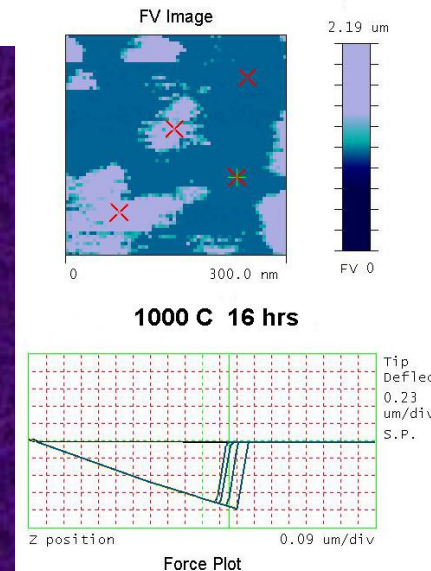 FV Image
2.19 um
0
300.0 nm
FV 0
1000 C 16 hrs
Tip
Deflec
0.23
um/div
S.P.
Z position
0.09 um/div
Force Plot